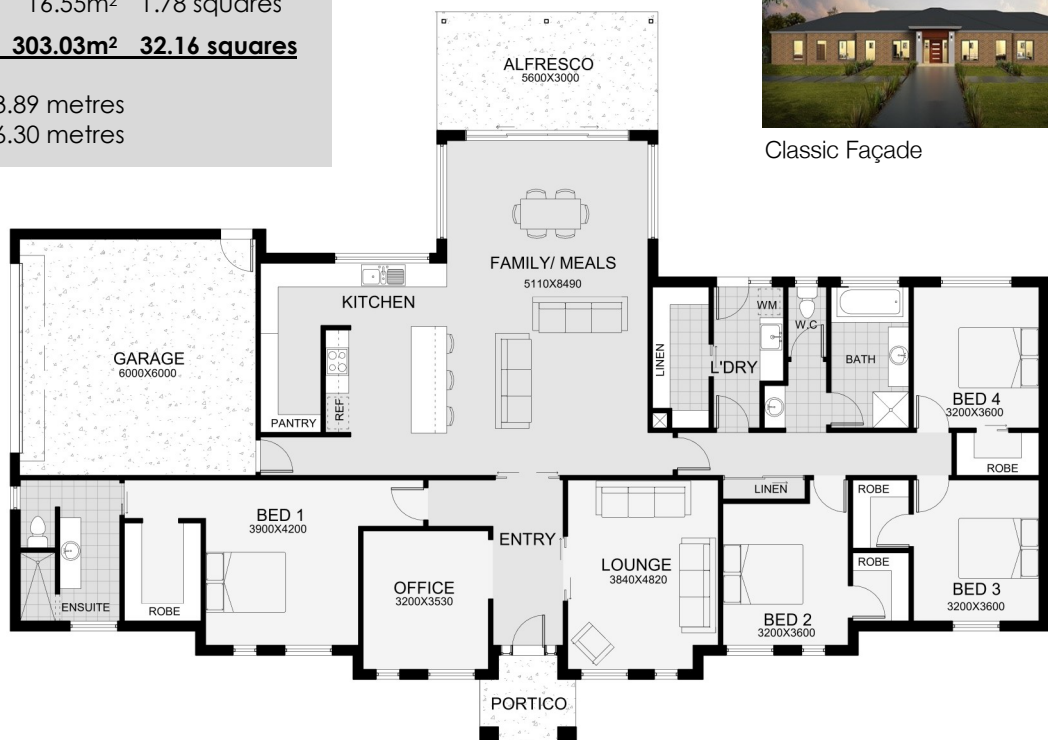 16.55m² 1.78 squares
303.03m² 32.16 squares
.89 metres
.30 metres
Classic Façade
ALFRESCO
5600X3000
FAMILY/ MEALS
5110X8490
KITCHEN
GARAGE
6000X6000
PANTRY
REF
LINEN
L'DRY
WM
W.C
BATH
BED 4
3200X3600
ROBE
LINEN
ROBE
ROBE
BED 3
3200X3600
BED 2
3200X3600
LOUNGE
3840X4820
ENTRY
OFFICE
3200X3530
BED 1
3900X4200
ROBE
ENSUITE
PORTICO